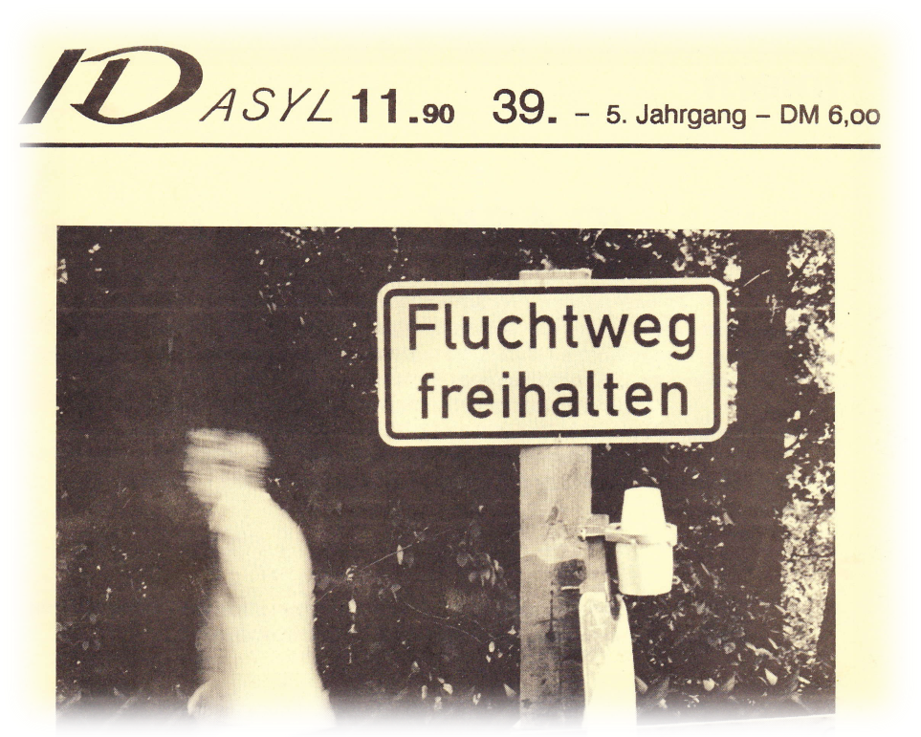 ID ASYL 11.90 39. – 5. Jahrgang – DM 6,00
Fluchtweg
freihalten